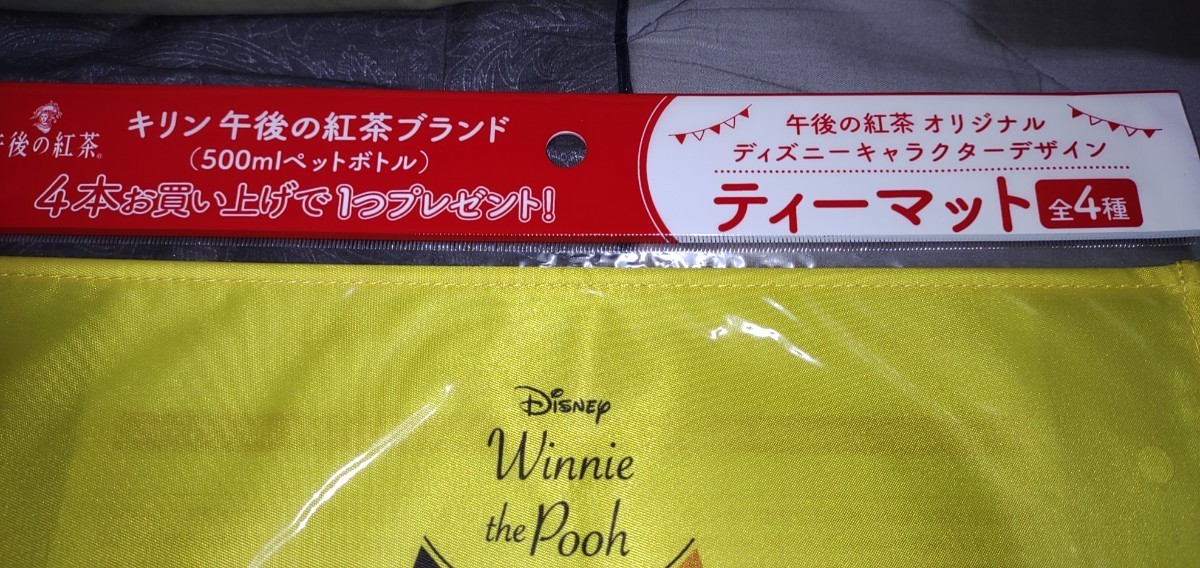 午後の紅茶®
キリン 午後の紅茶ブランド
(500mlペットボトル)
4本お買い上げで1つプレゼント!
午後の紅茶 オリジナル
ディズニーキャラクターデザイン
ティーマット 全4種
Disney
Winnie
the Pooh